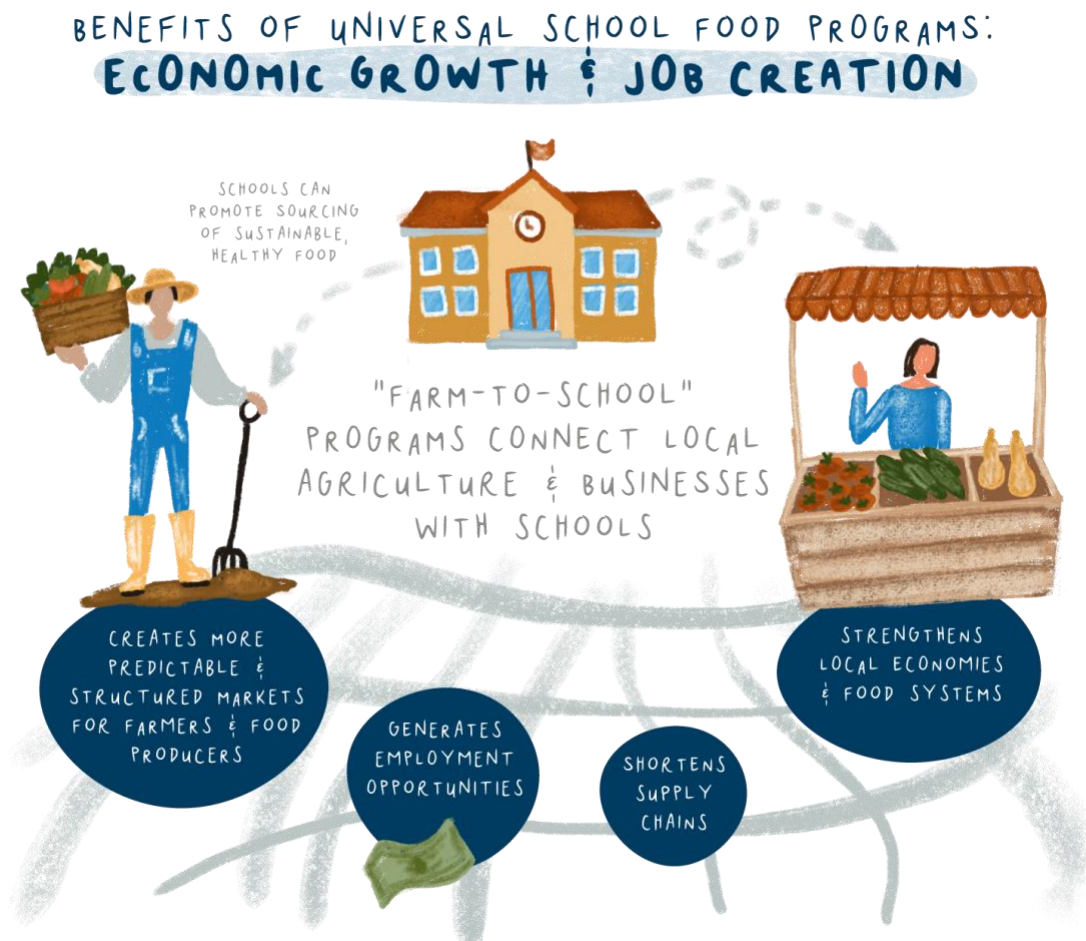 BENEFITS OF UNIVERSAL SCHOOL FOOD PROGRAMS:
ECONOMIC GROWTH & JOB CREATION
SCHOOLS CAN
PROMOTE SOURCING
OF SUSTAINABLE,
HEALTHY FOOD
"FARM-TO-SCHOOL"
PROGRAMS CONNECT LOCAL
AGRICULTURE & BUSINESSES
WITH SCHOOLS
CREATES MORE
PREDICTABLE &
STRUCTURED MARKETS
FOR FARMERS & FOOD
PRODUCERS
GENERATES
EMPLOYMENT
OPPORTUNITIES
SHORTENS
SUPPLY
CHAINS
STRENGTHENS
LOCAL ECONOMIES
& FOOD SYSTEMS